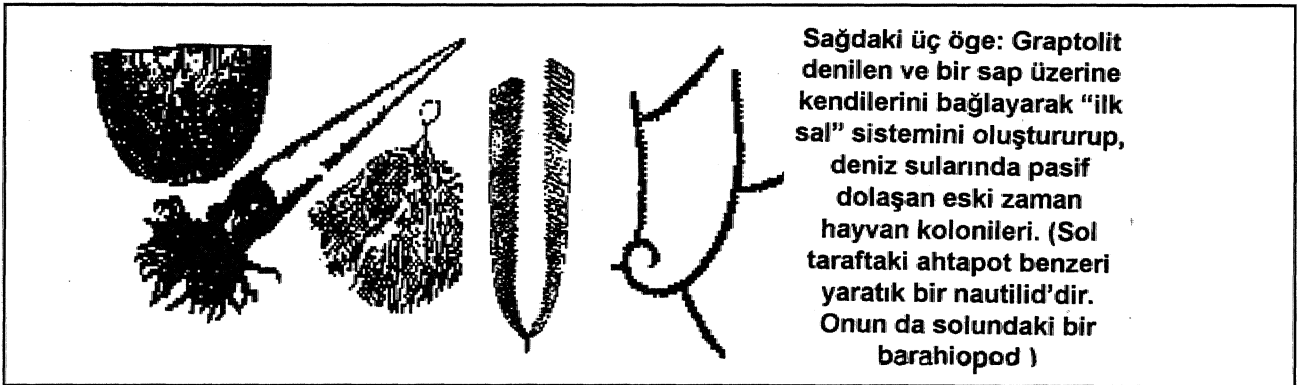 Sağdaki üç öge: Graptolit
denilen ve bir sap üzerine
kendilerini bağlayarak “ilk
sal” sistemini oluştururup,
deniz sularında pasif
dolaşan eski zaman
hayvan kolonileri. (Sol
taraftaki ahtapot benzeri
yaratık bir nautilid’dir.
Onun da solundaki bir
barahiopod )